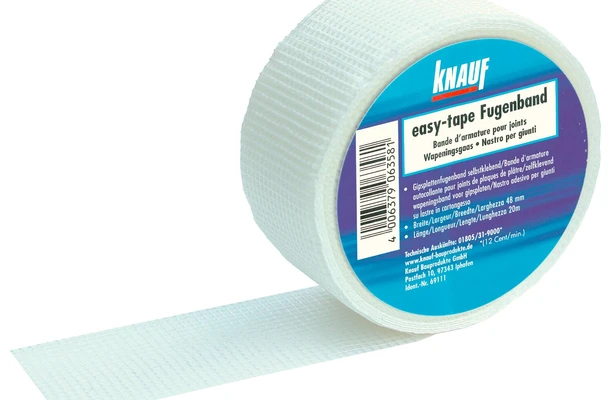 KNAUF
easy-tape Fugenband
Bande d'armature pour joints
Wapeningsgaas • Nastro per giunti
• Gipsplattenfugenband selbstklebend/Bande d'armature
autocollante pour joints de plaques de plâtre/zelfklevend
wapeningsband voor gipsplaten/Nastro adesivo per giunti
su lastre in cartongesso
• Breite/Largeur/Breedte/Larghezza 48 mm
• Länge/Longueur/Lengte/Lunghezza 20m
Technische Auskünfte: 01805/31-9000* *(12 Cent/min.)
www.knauf-bauprodukte.de
Knauf Bauprodukte GmbH
Postfach 10, 97343 Iphofen
Ident.-Nr. 69111
4 006379 063581